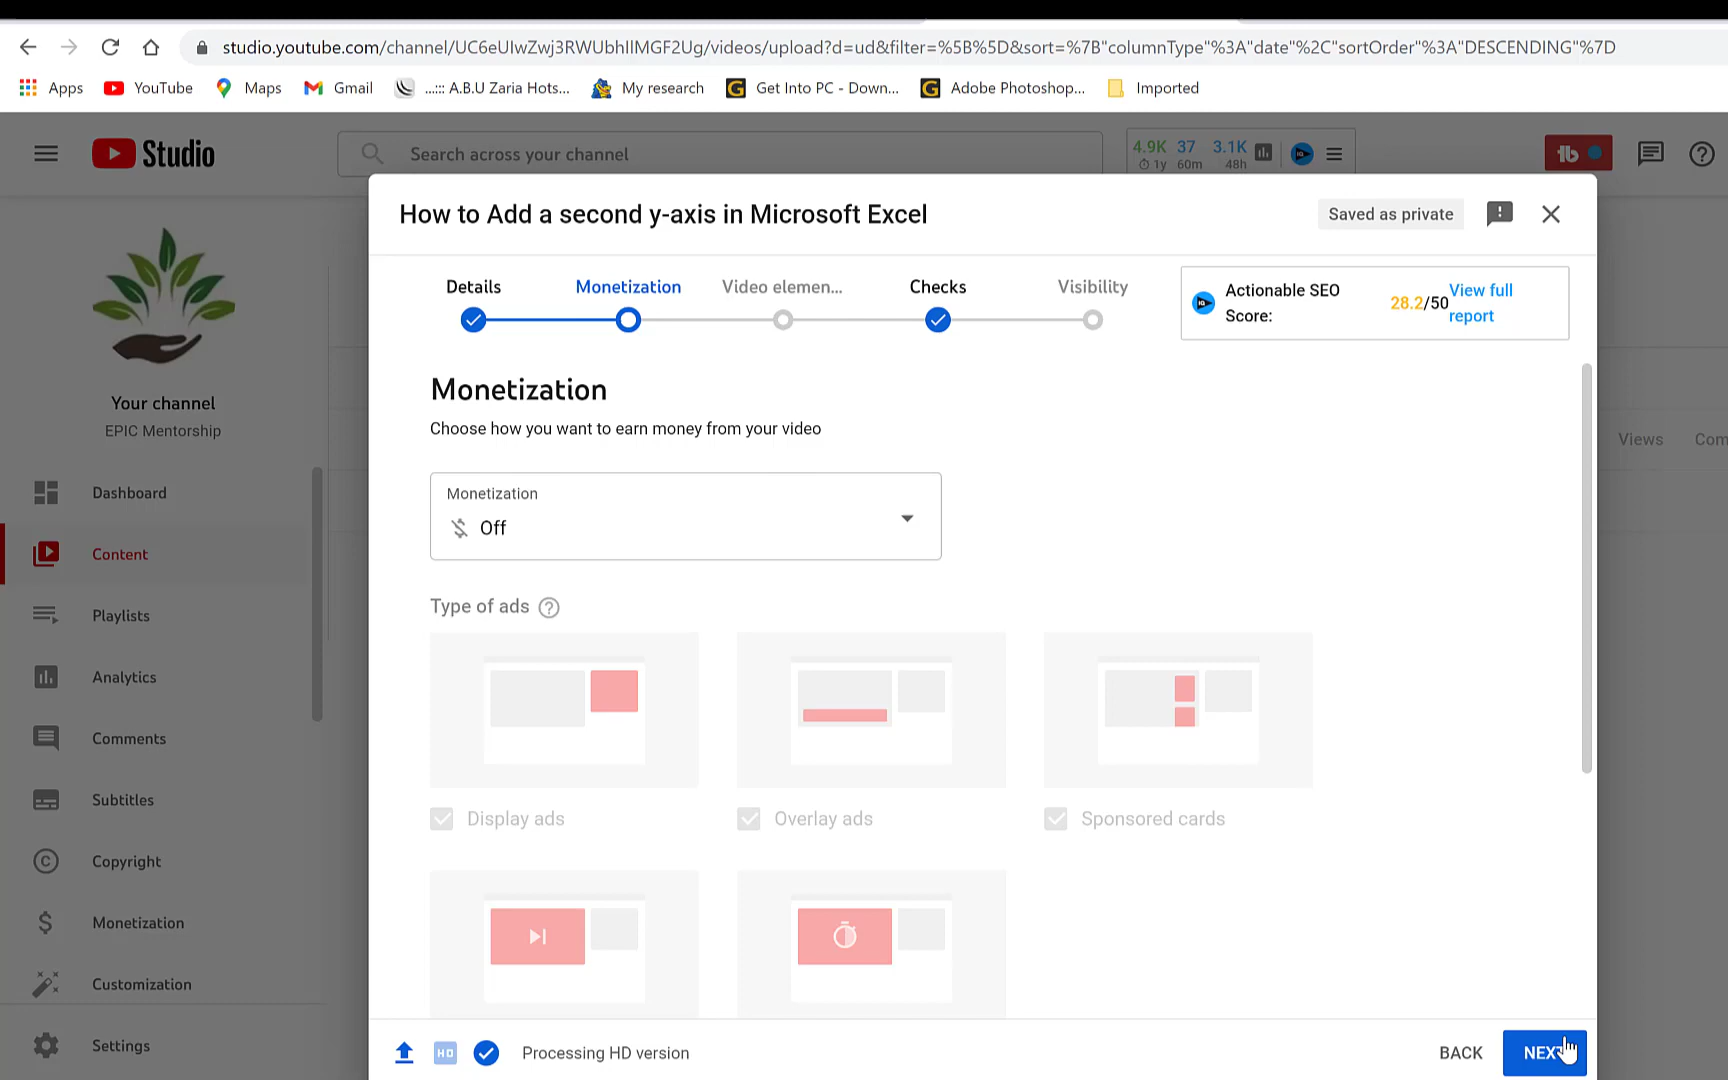 studio.youtube.com/channel/UC6eUIwZwj3RWUbhIIMGF2Ug/videos/upload?d=ud&filter=%5B%5D&sort=%7B"columnType"%3A"date"%2C"sortOrder"%3A"DESCENDING"%7D
Apps YouTube Maps Gmail ...::: A.B.U Zaria Hots... My research Get Into PC - Down... Adobe Photoshop... Imported
Studio
Search across your channel
4.9K 37 3.1K
1y 60m 48h
How to Add a second y-axis in Microsoft Excel
Saved as private
Details Monetization Video elemen... Checks Visibility
Actionable SEO Score: 28.2/50 View full report
Monetization
Choose how you want to earn money from your video
Monetization
Off
Type of ads
Display ads Overlay ads Sponsored cards
Your channel
EPIC Mentorship
Dashboard
Content
Playlists
Analytics
Comments
Subtitles
Copyright
Monetization
Customization
Settings
Views Com
HD
Processing HD version
BACK